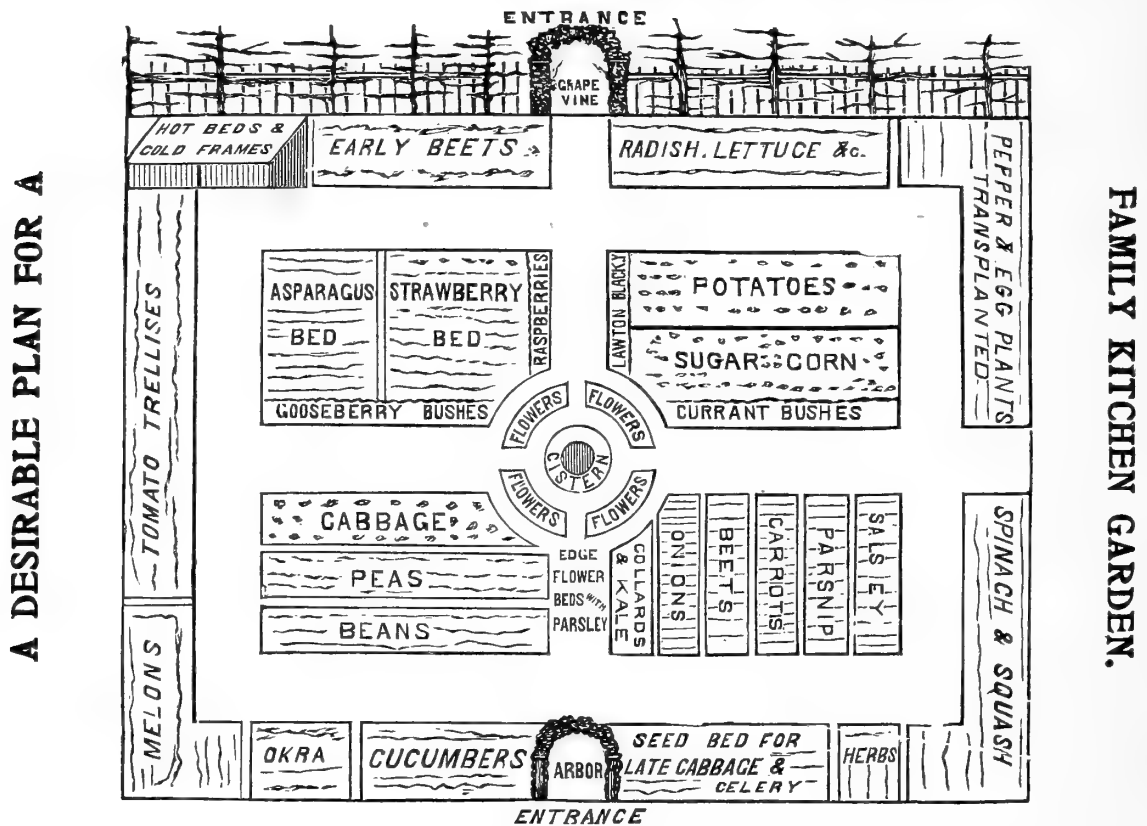 A DESIRABLE PLAN FOR A
FAMILY KITCHEN GARDEN.
ENTRANCE
GRAPE
VINE
HOT BEDS &
COLD FRAMES
EARLY BEETS
RADISH. LETTUCE &c.
PEPPER & EGG PLANTS
TRANSPLANTED
TOMATO TRELLISES
ASPARAGUS
BED
STRAWBERRY
BED
RASPBERRIES
LAWTON BLACKY
POTATOES
SUGAR CORN
GOOSEBERRY BUSHES
CURRANT BUSHES
FLOWERS
FLOWERS
CISTERN
FLOWERS
FLOWERS
CABBAGE
PEAS
BEANS
EDGE
FLOWER
BEDS WITH
PARSLEY
COLLARDS
& KALE
ONIONS
BEETS
CARRIOTS
PARSNIP
SALSEY
SPINACH & SQUASH
MELONS
OKRA
CUCUMBERS
ARBOR
SEED BED FOR
LATE CABBAGE &
CELERY
HERBS
ENTRANCE